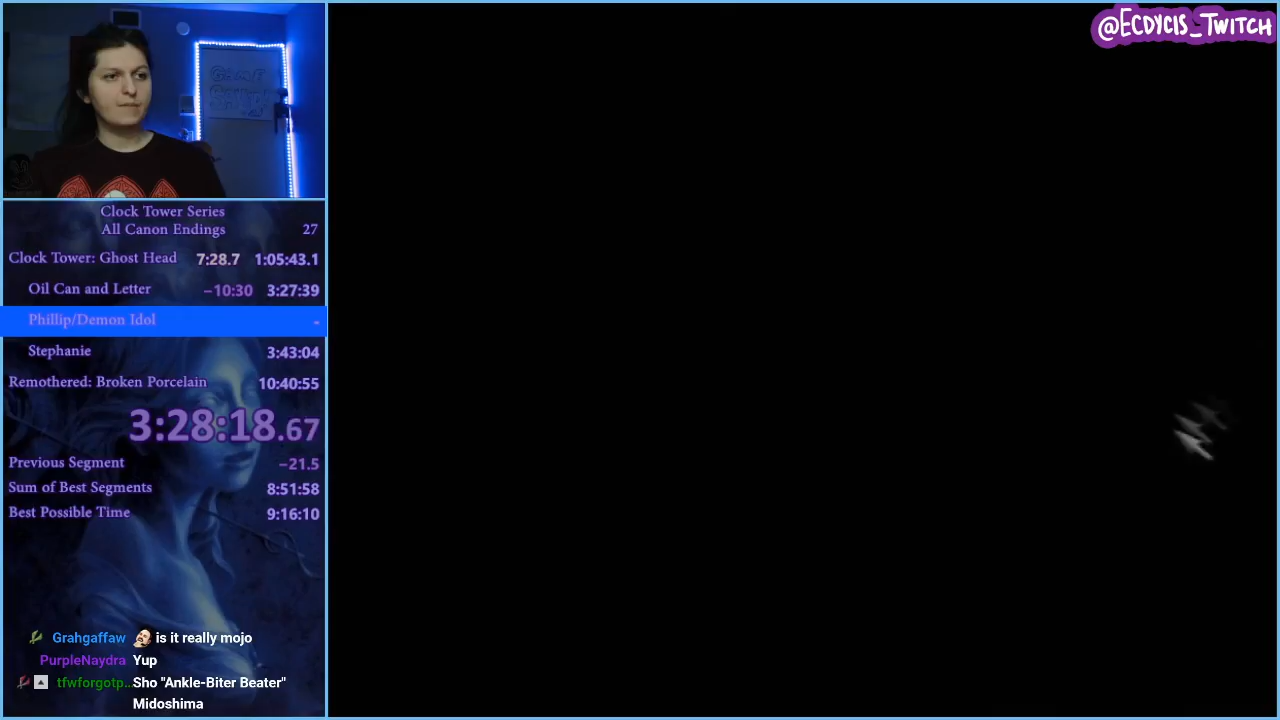 @ECDYCIS_TWITCH
Clock Tower Series
All Canon Endings 27
Clock Tower: Ghost Head 7:28.7 1:05:43.1
Oil Can and Letter −10:30 3:27:39
Phillip/Demon Idol -
Stephanie 3:43:04
Remothered: Broken Porcelain 10:40:55
3:28:18.67
Previous Segment −21.5
Sum of Best Segments 8:51:58
Best Possible Time 9:16:10
Grahgaffaw is it really mojo
PurpleNaydra Yup
tfwforgotp... Sho "Ankle-Biter Beater"
Midoshima